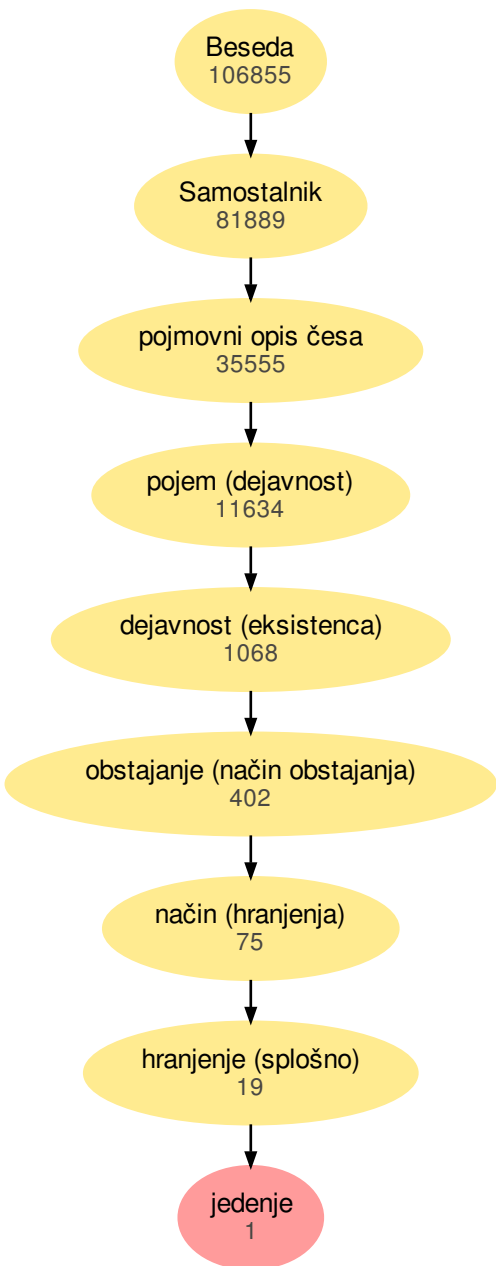 Beseda
106855
Samostalnik
81889
pojmovni opis česa
35555
pojem (dejavnost)
11634
dejavnost (eksistenca)
1068
obstajanje (način obstajanja)
402
način (hranjenja)
75
hranjenje (splošno)
19
jedenje
1